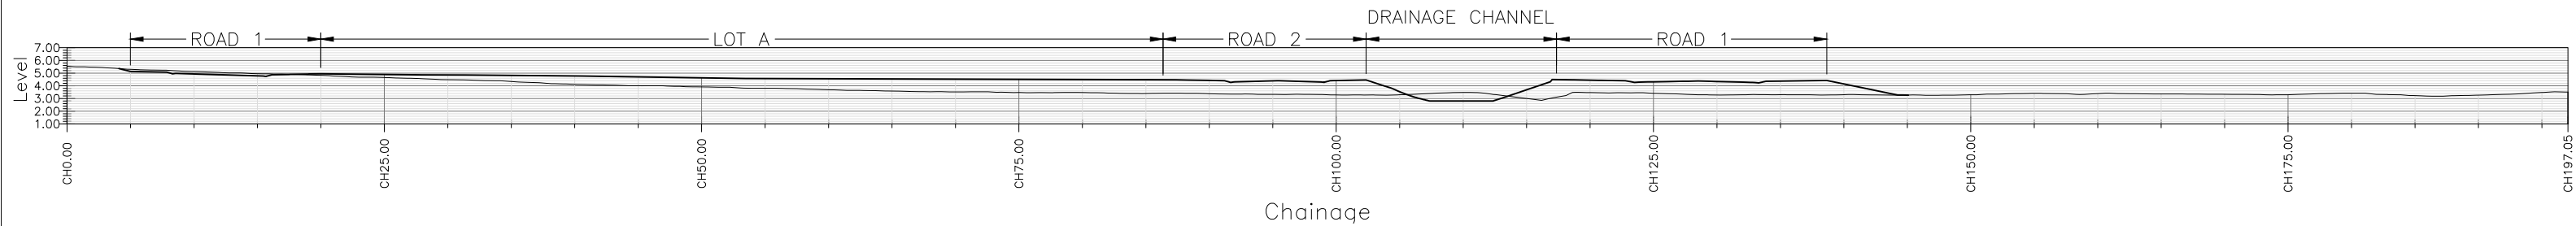 DRAINAGE CHANNEL
ROAD 1 LOT A ROAD 2 ROAD 1
7.00
6.00
5.00
4.00
3.00
2.00
1.00
Level
CH0.00 CH25.00 CH50.00 CH75.00 CH100.00 CH125.00 CH150.00 CH175.00 CH197.05
Chainage